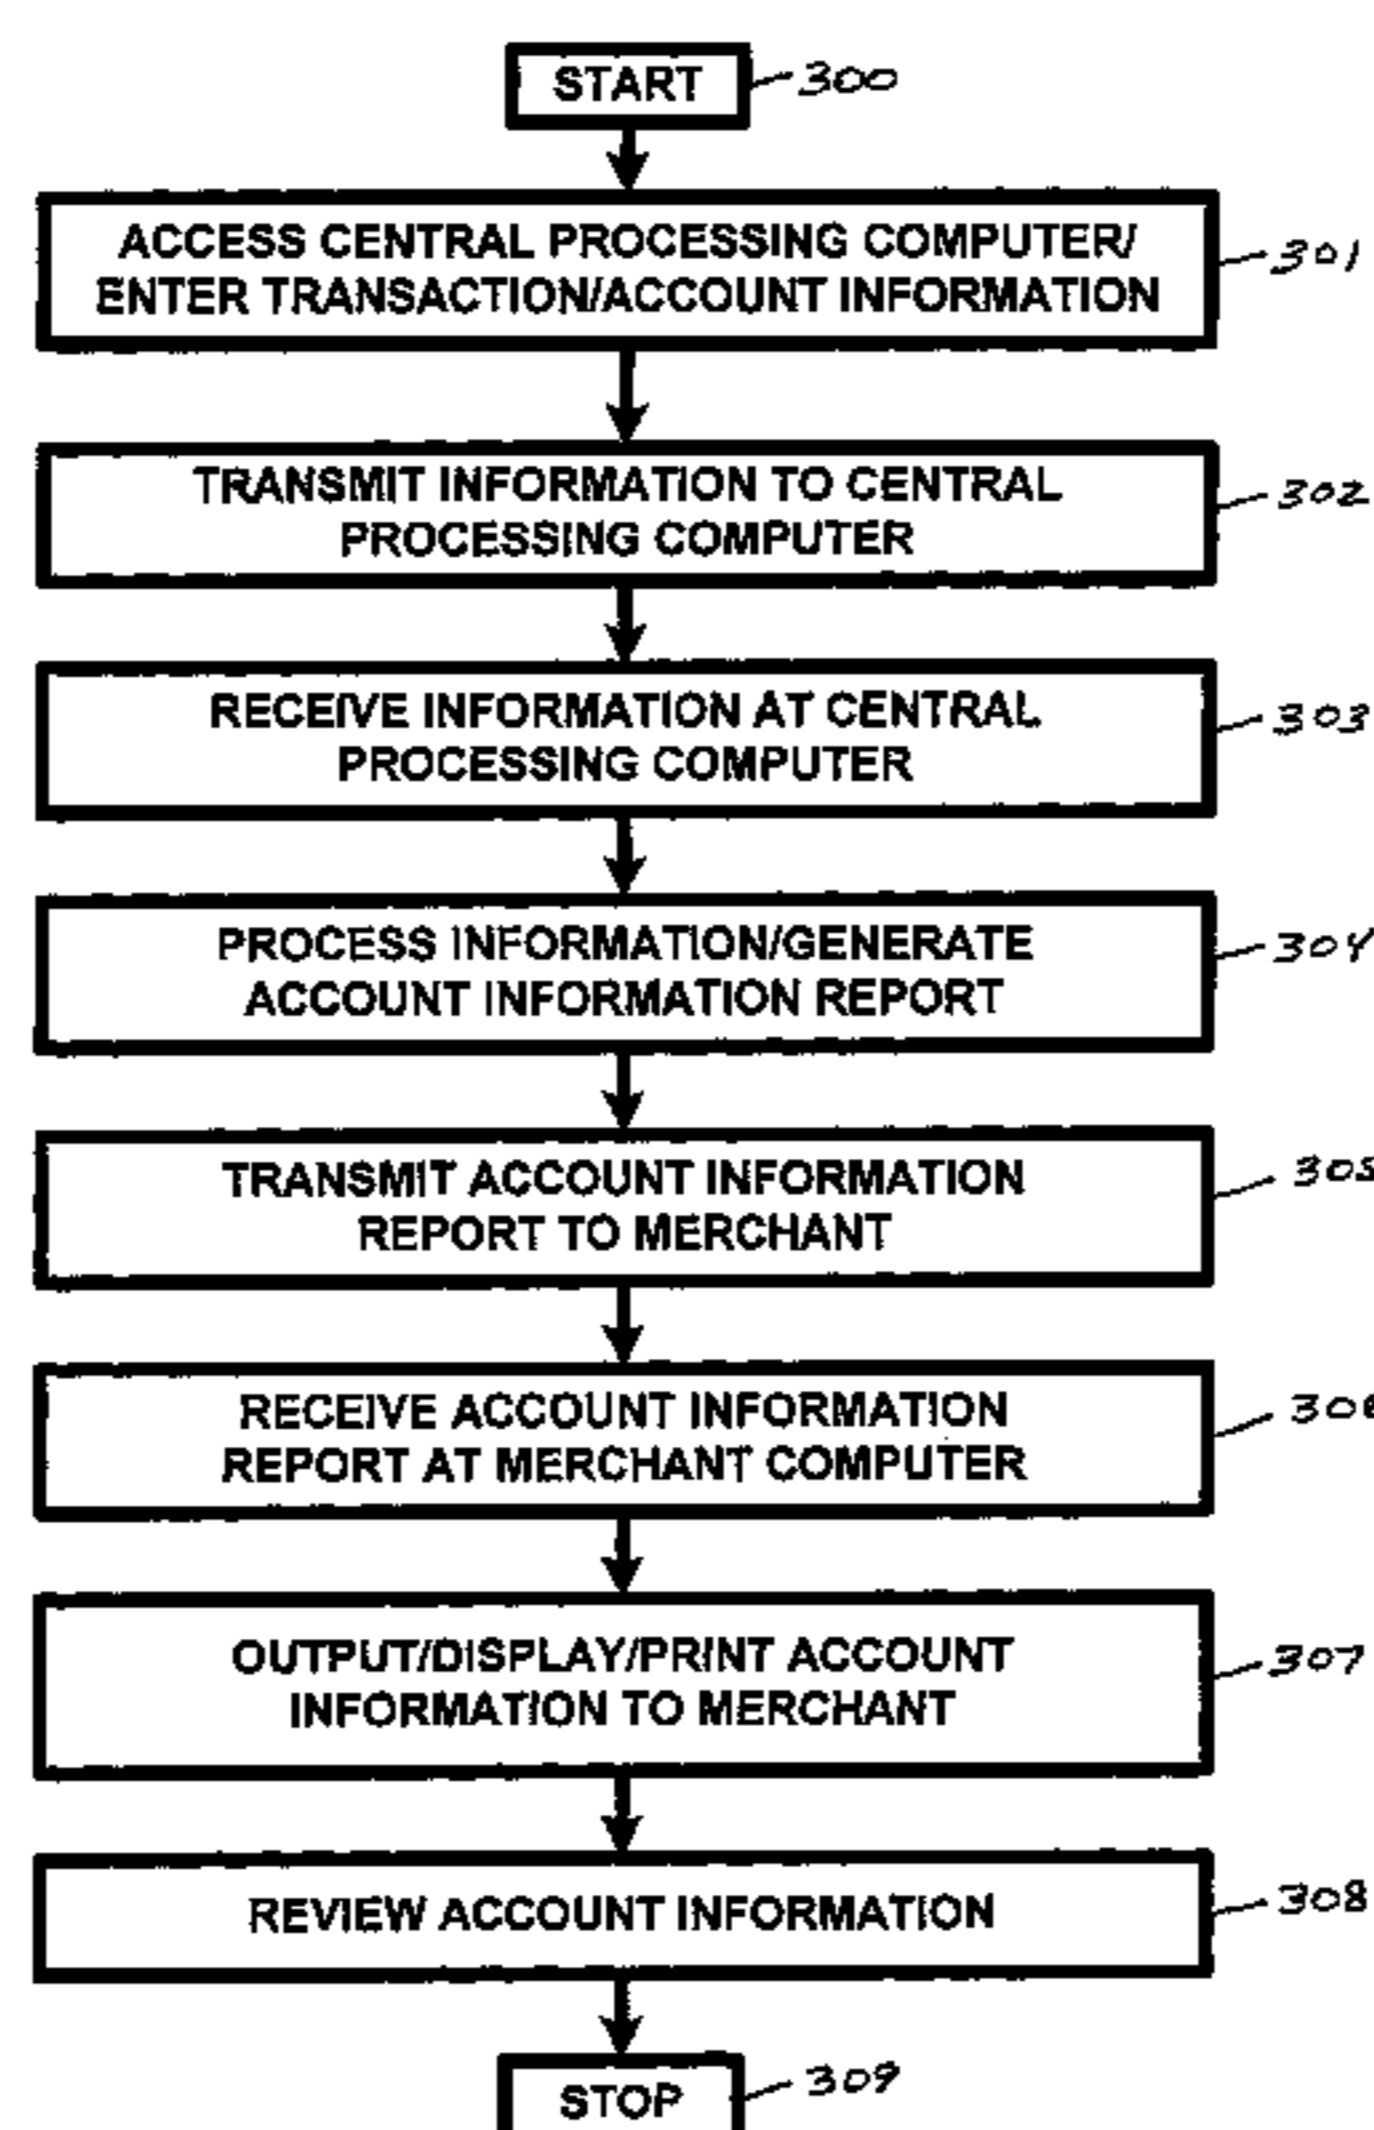 START 300
ACCESS CENTRAL PROCESSING COMPUTER/
ENTER TRANSACTION/ACCOUNT INFORMATION
301
TRANSMIT INFORMATION TO CENTRAL
PROCESSING COMPUTER
302
RECEIVE INFORMATION AT CENTRAL
PROCESSING COMPUTER
303
PROCESS INFORMATION/GENERATE
ACCOUNT INFORMATION REPORT
304
TRANSMIT ACCOUNT INFORMATION
REPORT TO MERCHANT
305
RECEIVE ACCOUNT INFORMATION
REPORT AT MERCHANT COMPUTER
306
OUTPUT/DISPLAY/PRINT ACCOUNT
INFORMATION TO MERCHANT
307
REVIEW ACCOUNT INFORMATION
308
STOP 309